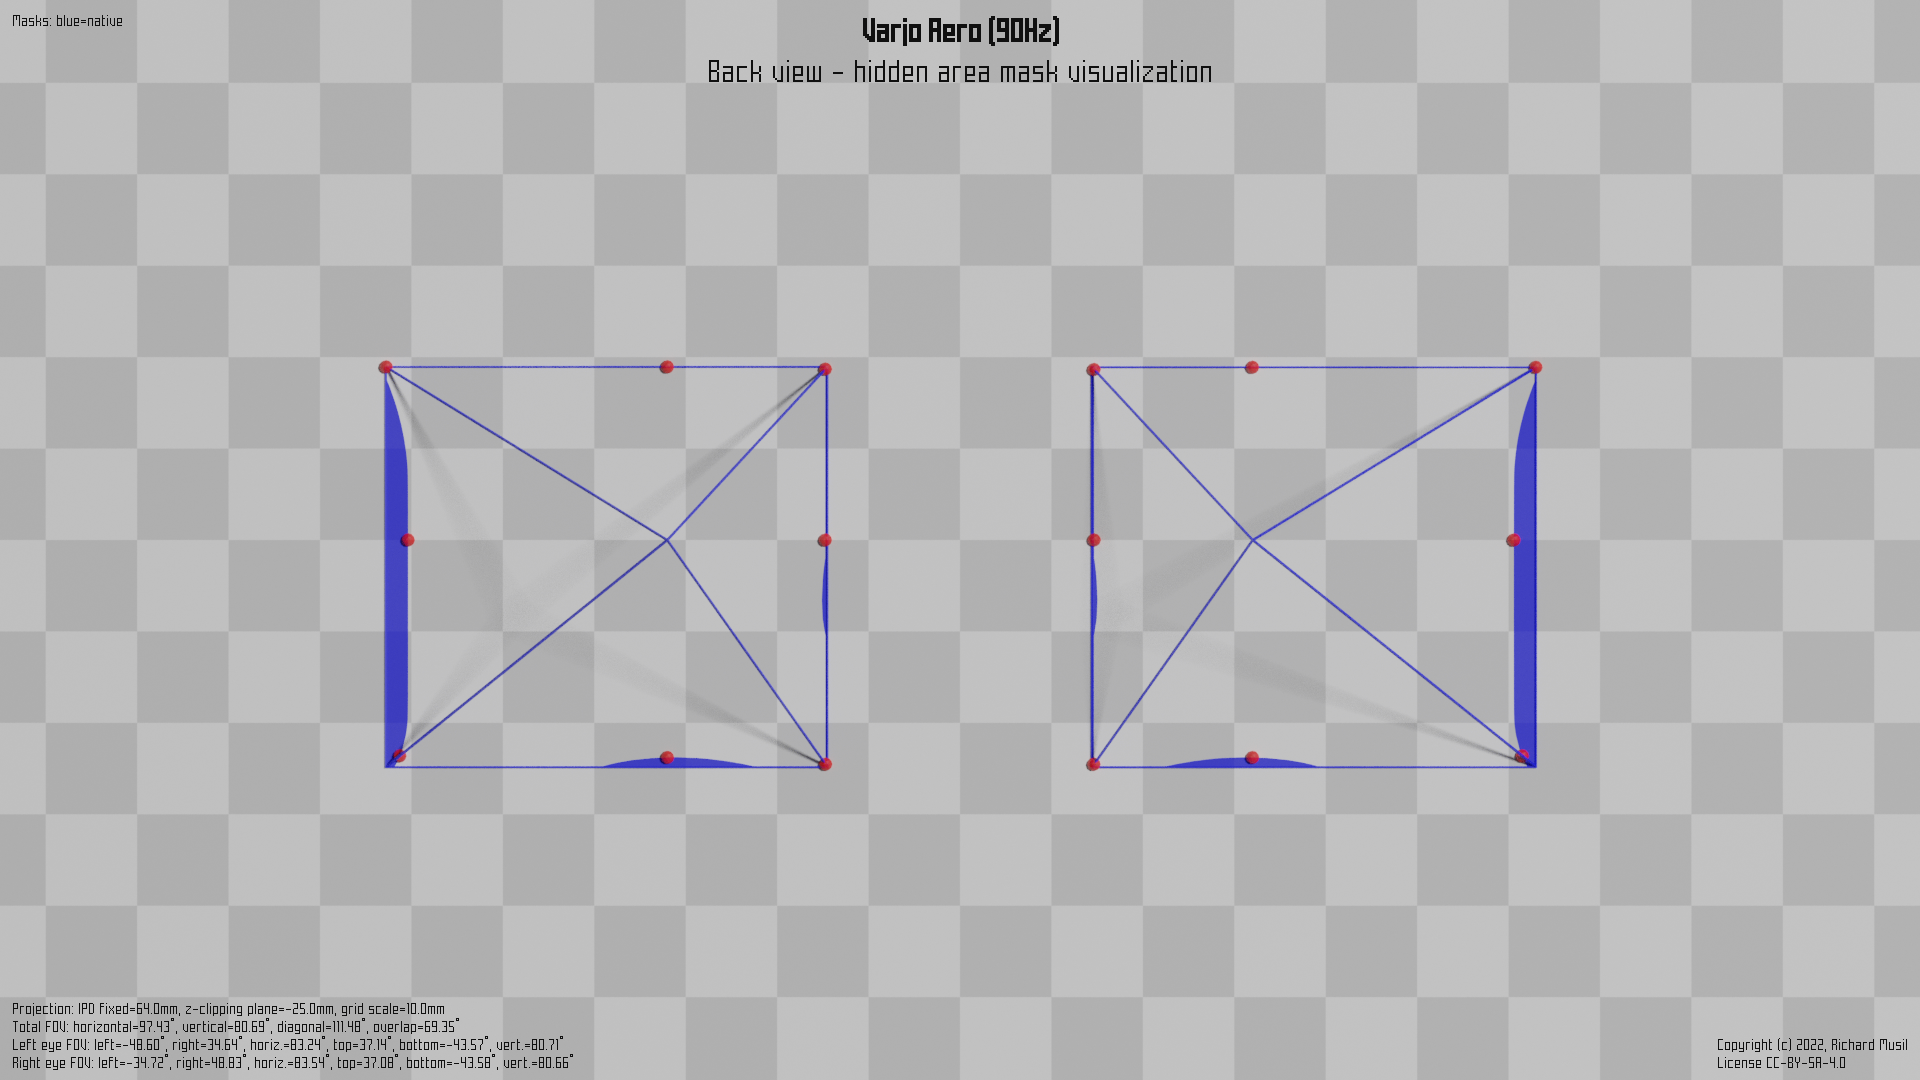 Masks: blue=native
Varjo Aero (90Hz)
Back view - hidden area mask visualization
Projection: IPD fixed=64.0mm, z-clipping plane=-25.0mm, grid scale=10.0mm
Total FOV: horizontal=97.43°, vertical=80.69°, diagonal=111.48°, overlap=69.35°
Left eye FOV: left=-48.60°, right=34.64°, horiz.=83.24°, top=37.14°, bottom=-43.57°, vert.=80.71°
Right eye FOV: left=-34.72°, right=48.83°, horiz.=83.54°, top=37.08°, bottom=-43.58°, vert.=80.66°
Copyright (c) 2022, Richard Musil
License CC-BY-SA-4.0